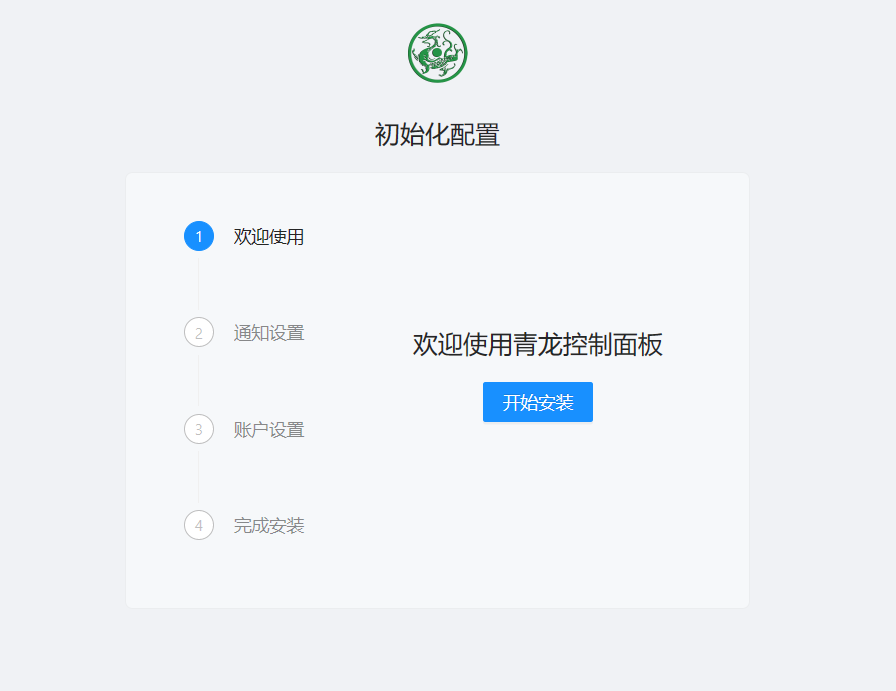 初始化配置
1 欢迎使用
2 通知设置
欢迎使用青龙控制面板
开始安装
3 账户设置
4 完成安装